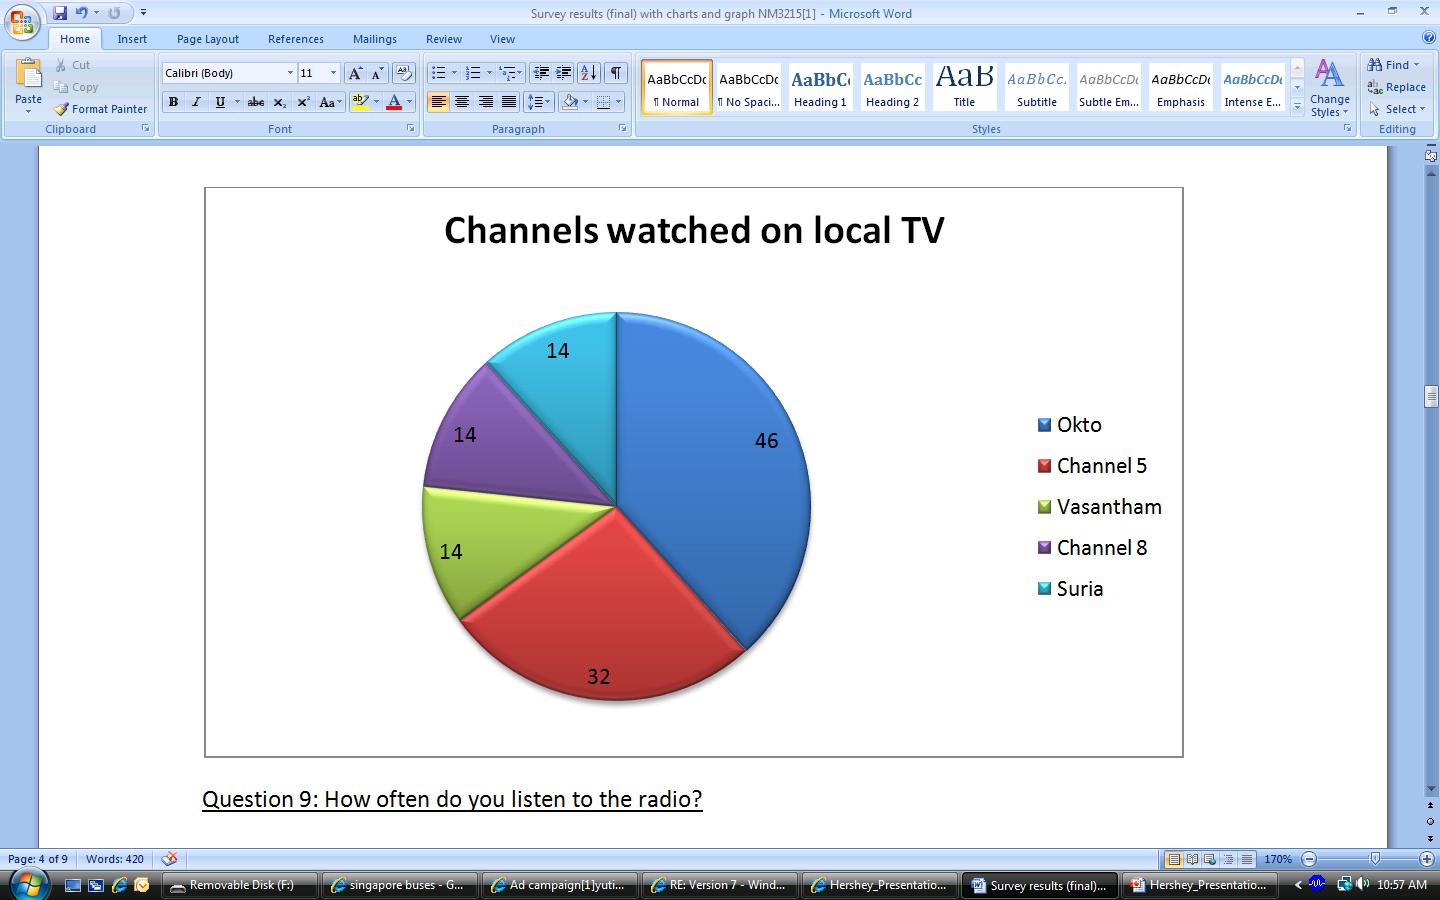 Survey results (final) with charts and graph NM3215[1] - Microsoft Word
Home Insert Page Layout References Mailings Review View
Paste
Cut
Copy
Format Painter
Clipboard
Calibri (Body) 11
B I U abc x₂ x² Aa
Font
Paragraph
AaBbCcDc AaBbCcDc AaBbC AaBbCc AaB AaBbCc. AaBbCcDc AaBbCcDc AaBbCcDc
¶ Normal ¶ No Spaci... Heading 1 Heading 2 Title Subtitle Subtle Em... Emphasis Intense E...
Styles
Change Styles
Find
Replace
Select
Editing
Channels watched on local TV
14
46
14
14
32
Okto
Channel 5
Vasantham
Channel 8
Suria
Question 9: How often do you listen to the radio?
Page: 4 of 9 Words: 420 170%
Removable Disk (F:) singapore buses - G... Ad campaign[1]yuti... RE: Version 7 - Wind... Hershey_Presentatio... Survey results (final)... Hershey_Presentatio... 10:57 AM